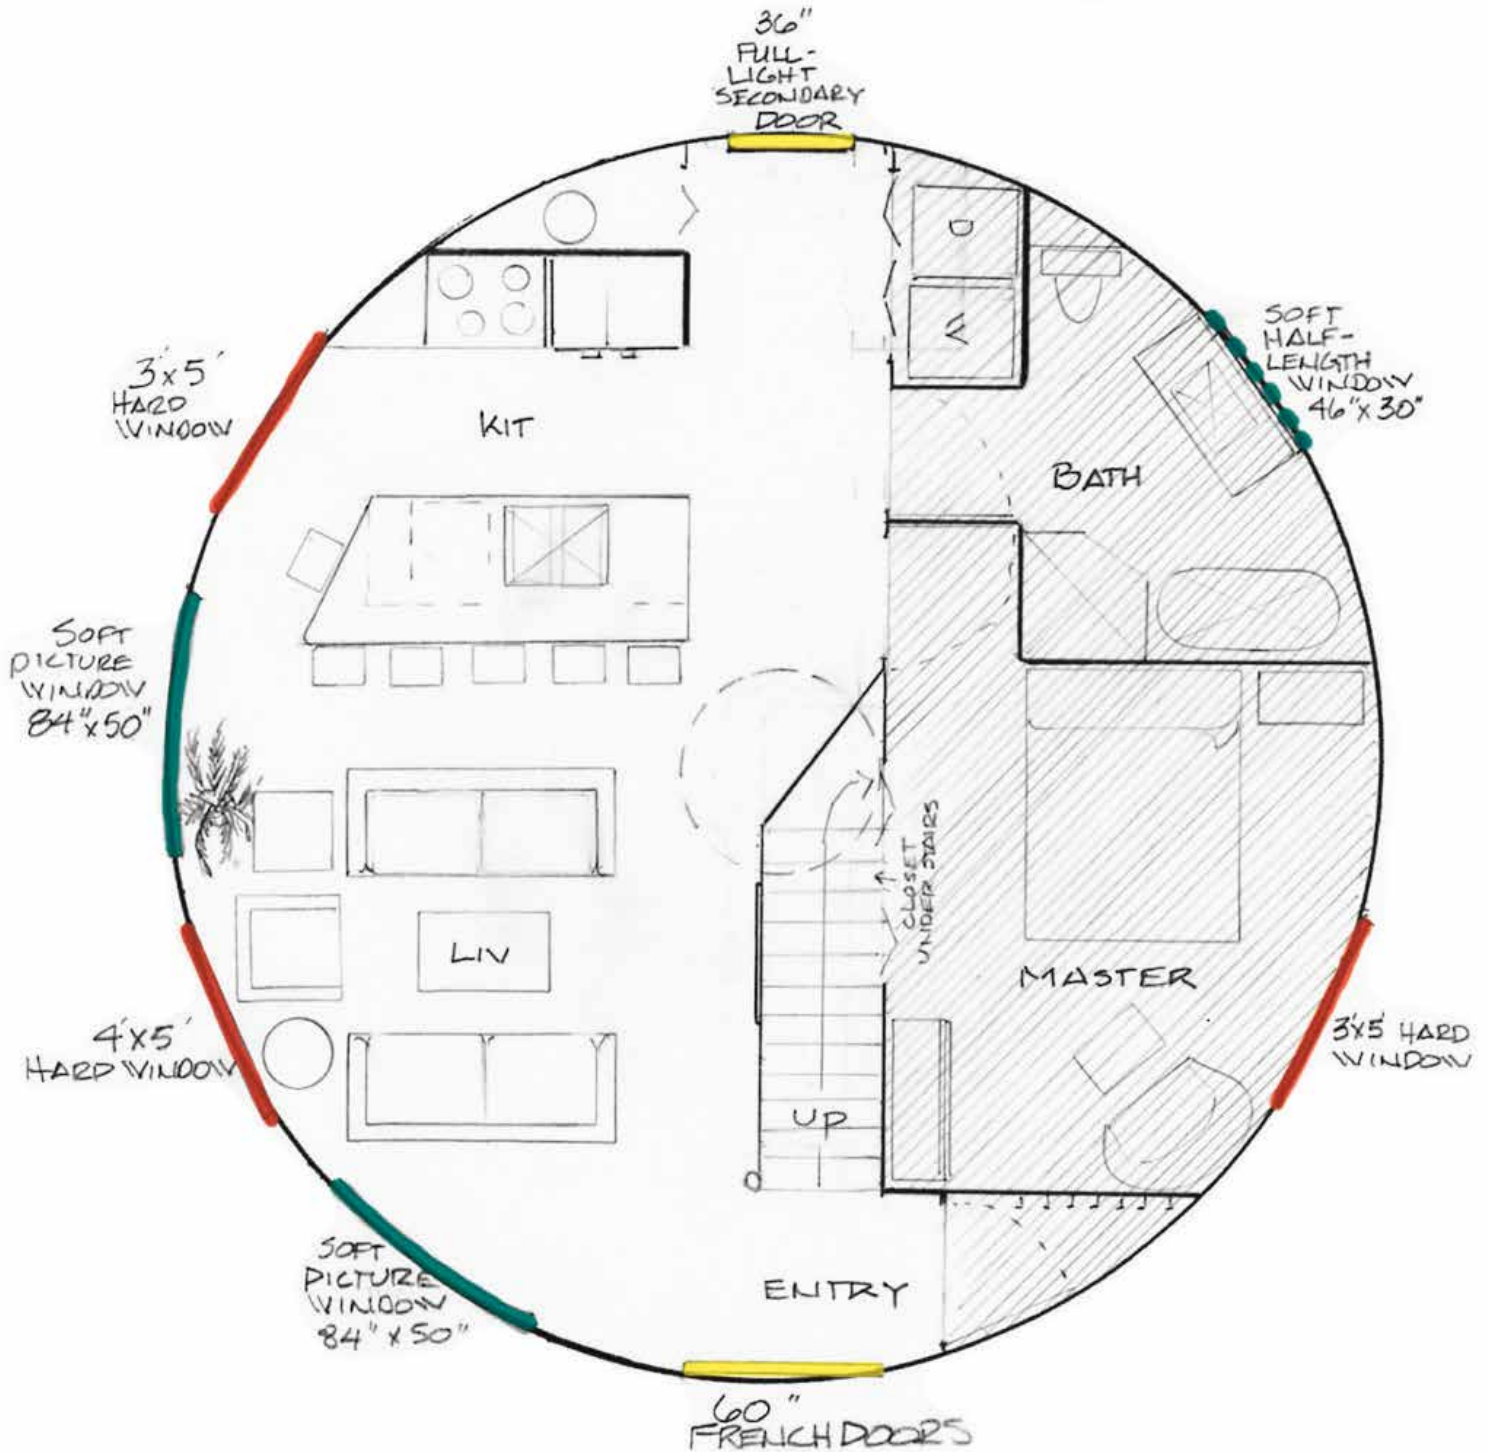 36"
FULL-
LIGHT
SECONDARY
DOOR
D
W
SOFT
HALF-
LENGTH
WINDOW
46"x30"
3'x5'
HARD
WINDOW
KIT
BATH
SOFT
PICTURE
WINDOW
84"x50"
CLOSET
UNDER STAIRS
LIV
MASTER
4'x5'
HARD WINDOW
3'x5' HARD
WINDOW
UP
SOFT
PICTURE
WINDOW
84"x50"
ENTRY
60"
FRENCH DOORS